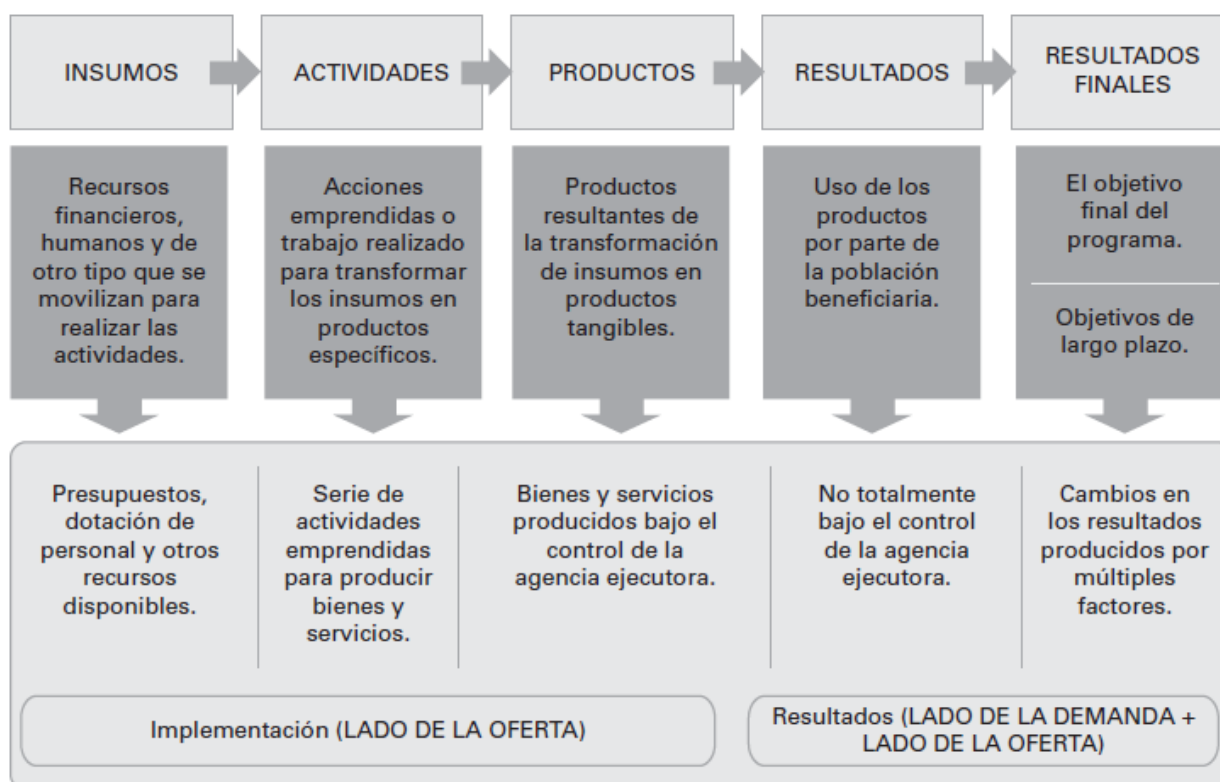 INSUMOS
ACTIVIDADES
PRODUCTOS
RESULTADOS
RESULTADOS
FINALES
Recursos
financieros,
humanos y de
otro tipo que se
movilizan para
realizar las
actividades.
Acciones
emprendidas o
trabajo realizado
para transformar
los insumos en
productos
específicos.
Productos
resultantes de
la transformación
de insumos en
productos
tangibles.
Uso de los
productos
por parte de
la población
beneficiaria.
El objetivo
final del
programa.
Objetivos de
largo plazo.
Presupuestos,
dotación de
personal y otros
recursos
disponibles.
Serie de
actividades
emprendidas
para producir
bienes y
servicios.
Bienes y servicios
producidos bajo el
control de la
agencia ejecutora.
No totalmente
bajo el control
de la agencia
ejecutora.
Cambios en
los resultados
producidos por
múltiples
factores.
Implementación (LADO DE LA OFERTA)
Resultados (LADO DE LA DEMANDA +
LADO DE LA OFERTA)